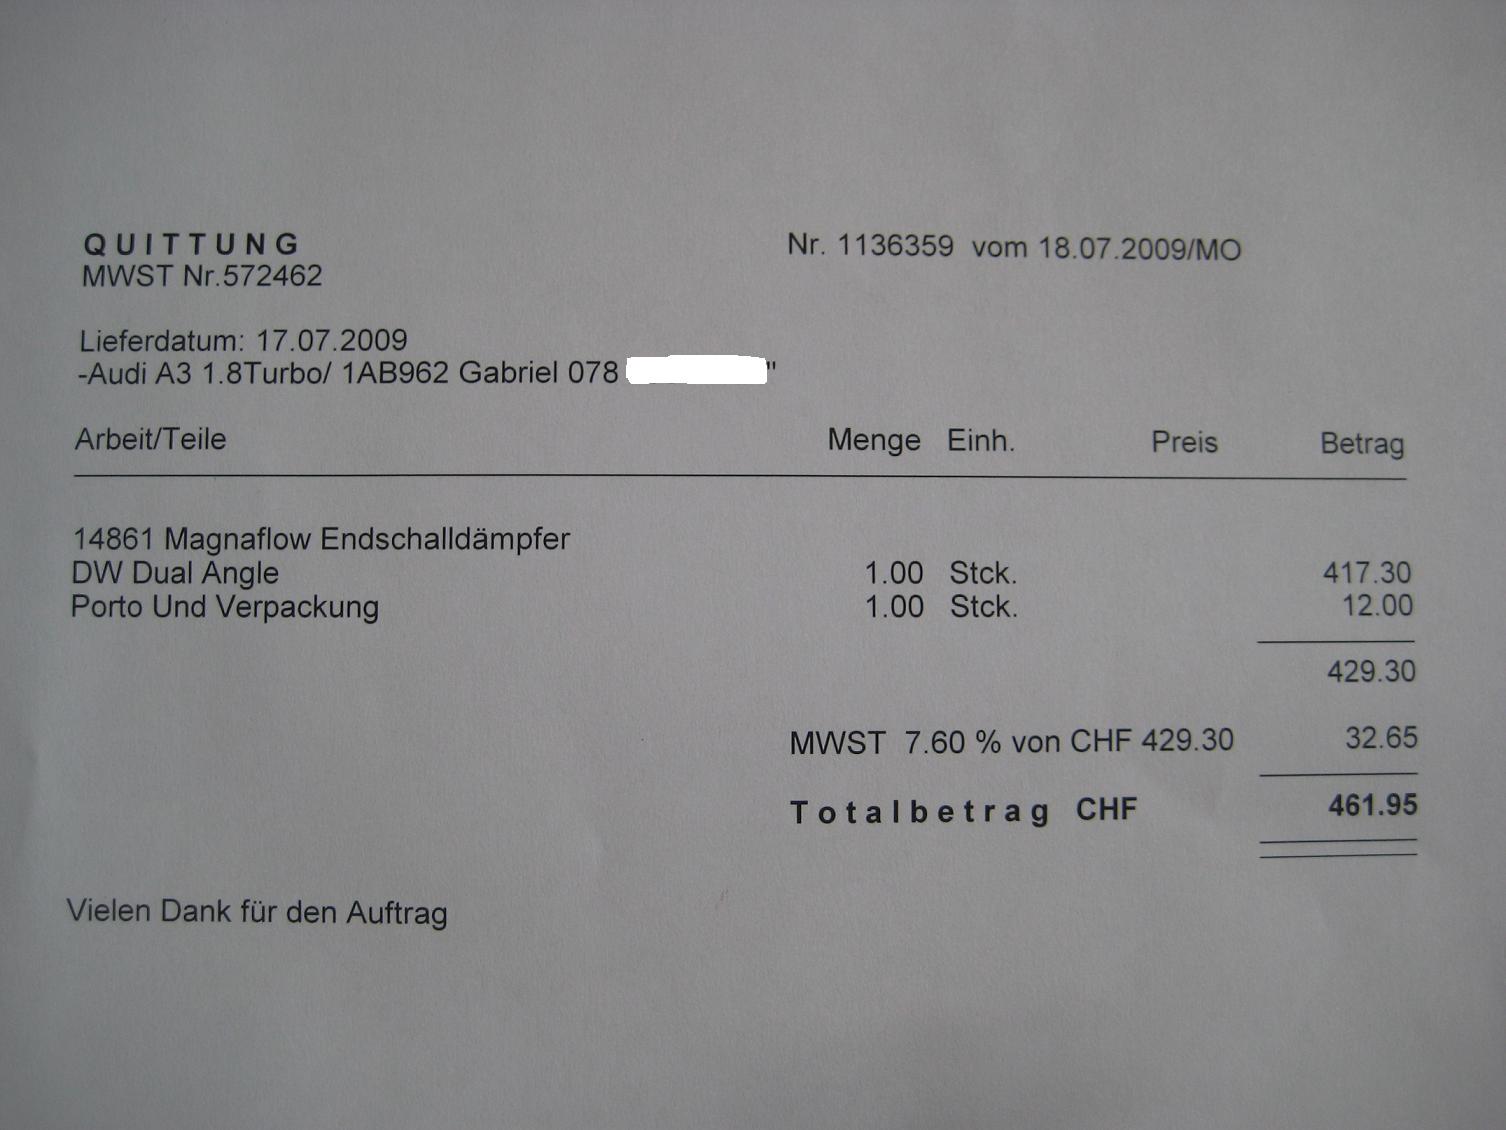 QUITTUNG
MWST Nr.572462
Nr. 1136359 vom 18.07.2009/MO
Lieferdatum: 17.07.2009
-Audi A3 1.8Turbo/ 1AB962 Gabriel 078 "
Arbeit/Teile Menge Einh. Preis Betrag
14861 Magnaflow Endschalldämpfer
DW Dual Angle 1.00 Stck. 417.30
Porto Und Verpackung 1.00 Stck. 12.00
429.30
MWST 7.60 % von CHF 429.30 32.65
Totalbetrag CHF 461.95
Vielen Dank für den Auftrag